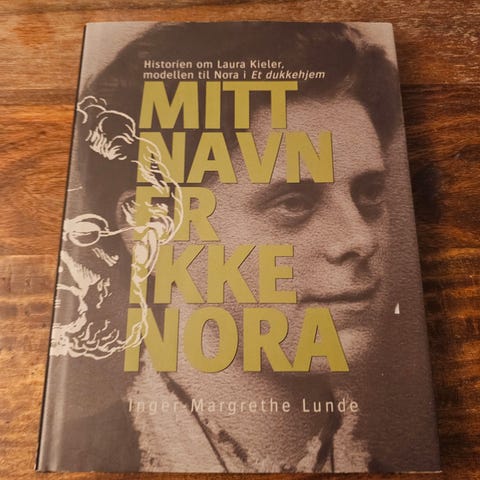 Historien om Laura Kieler,
modellen til Nora i Et dukkehjem
MITT
NAVN
ER
IKKE
NORA
Inger-Margrethe Lunde